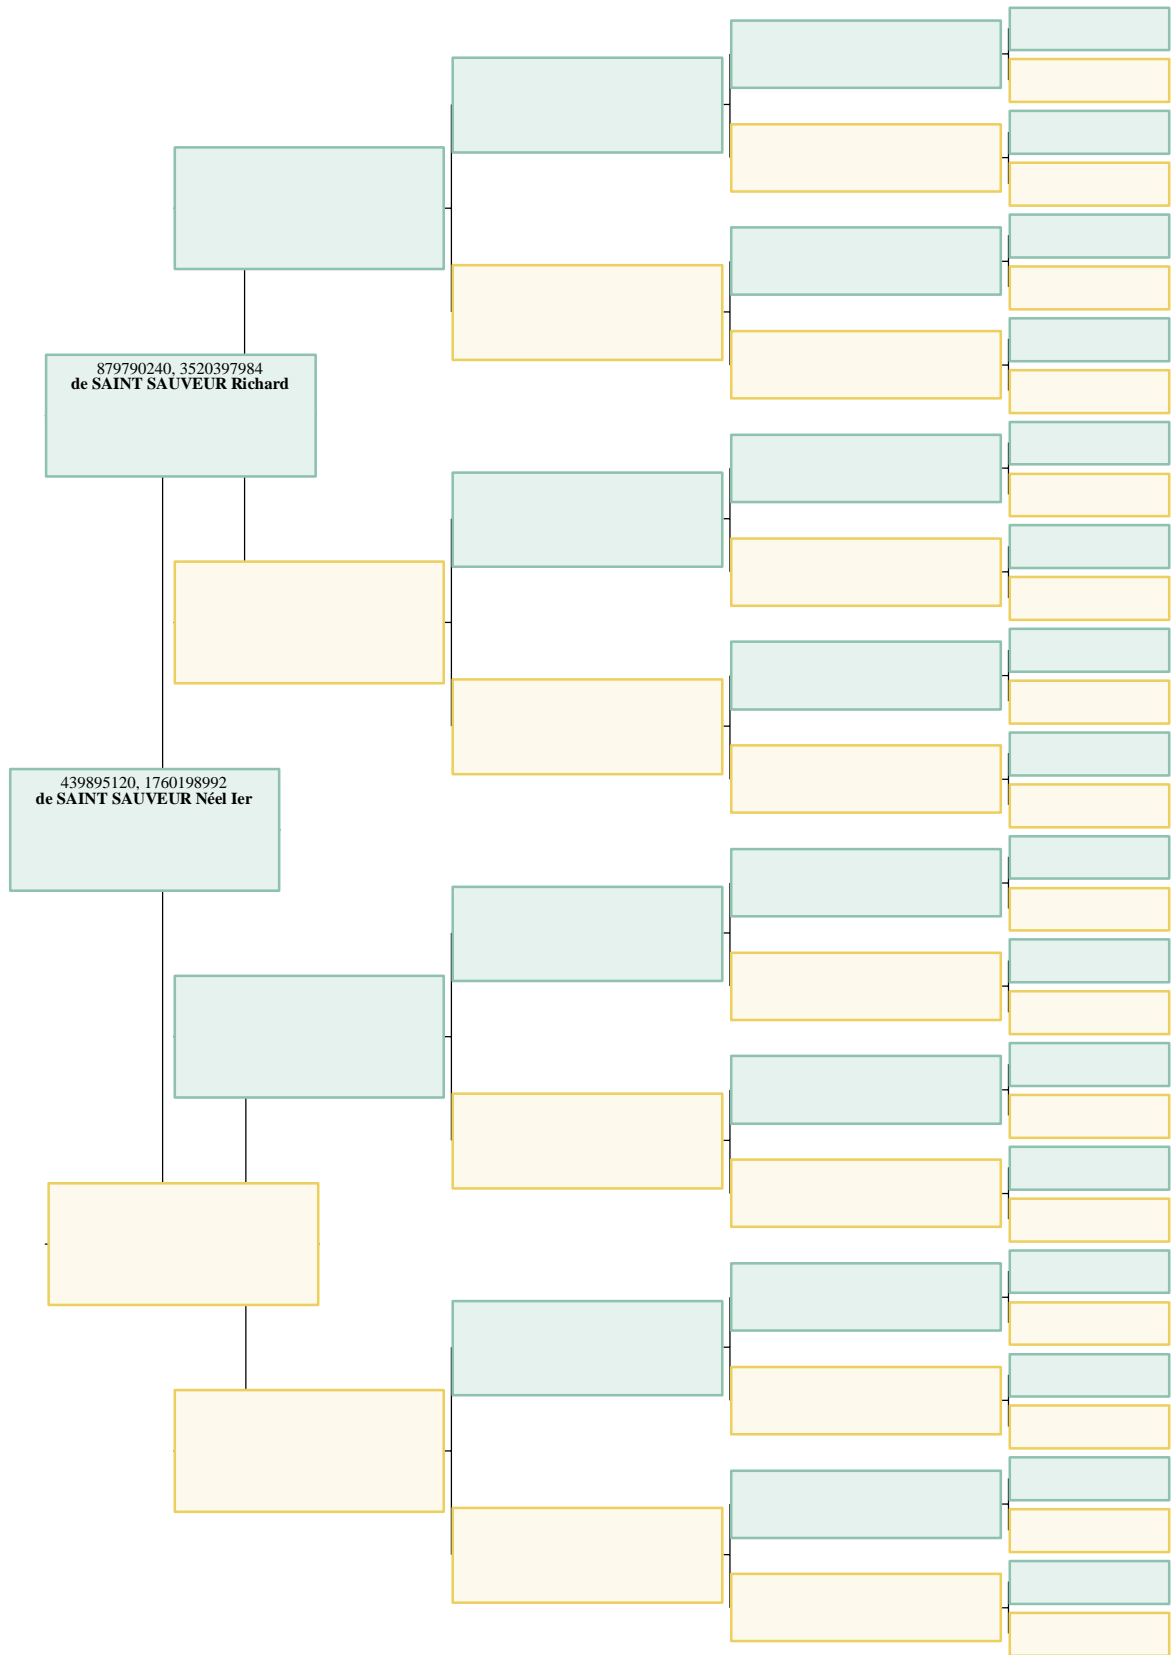 879790240, 3520397984
de SAINT SAUVEUR Richard
439895120, 1760198992
de SAINT SAUVEUR Néel Ier